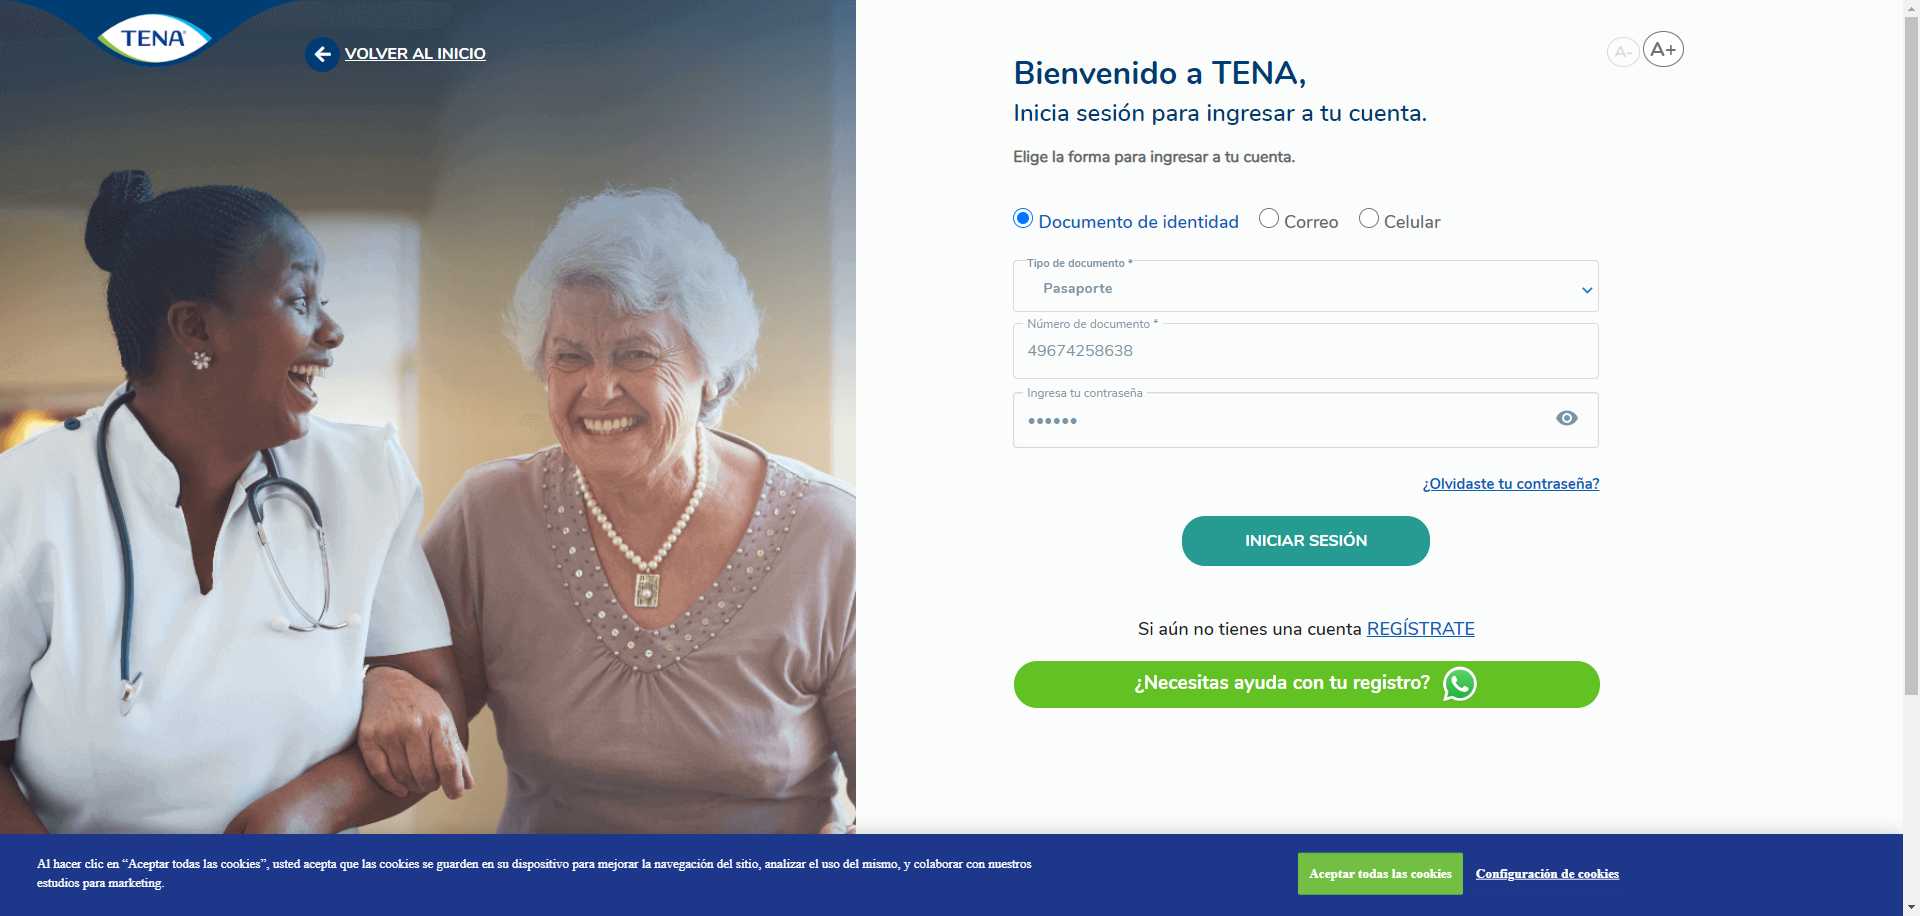 TENA
VOLVER AL INICIO
A-
A+
Bienvenido a TENA,
Inicia sesión para ingresar a tu cuenta.
Elige la forma para ingresar a tu cuenta.
Documento de identidad
Correo
Celular
Tipo de documento *
Pasaporte
Número de documento *
49674258638
Ingresa tu contraseña
••••••
¿Olvidaste tu contraseña?
INICIAR SESIÓN
Si aún no tienes una cuenta REGÍSTRATE
¿Necesitas ayuda con tu registro?
Al hacer clic en “Aceptar todas las cookies”, usted acepta que las cookies se guarden en su dispositivo para mejorar la navegación del sitio, analizar el uso del mismo, y colaborar con nuestros
estudios para marketing.
Aceptar todas las cookies
Configuración de cookies